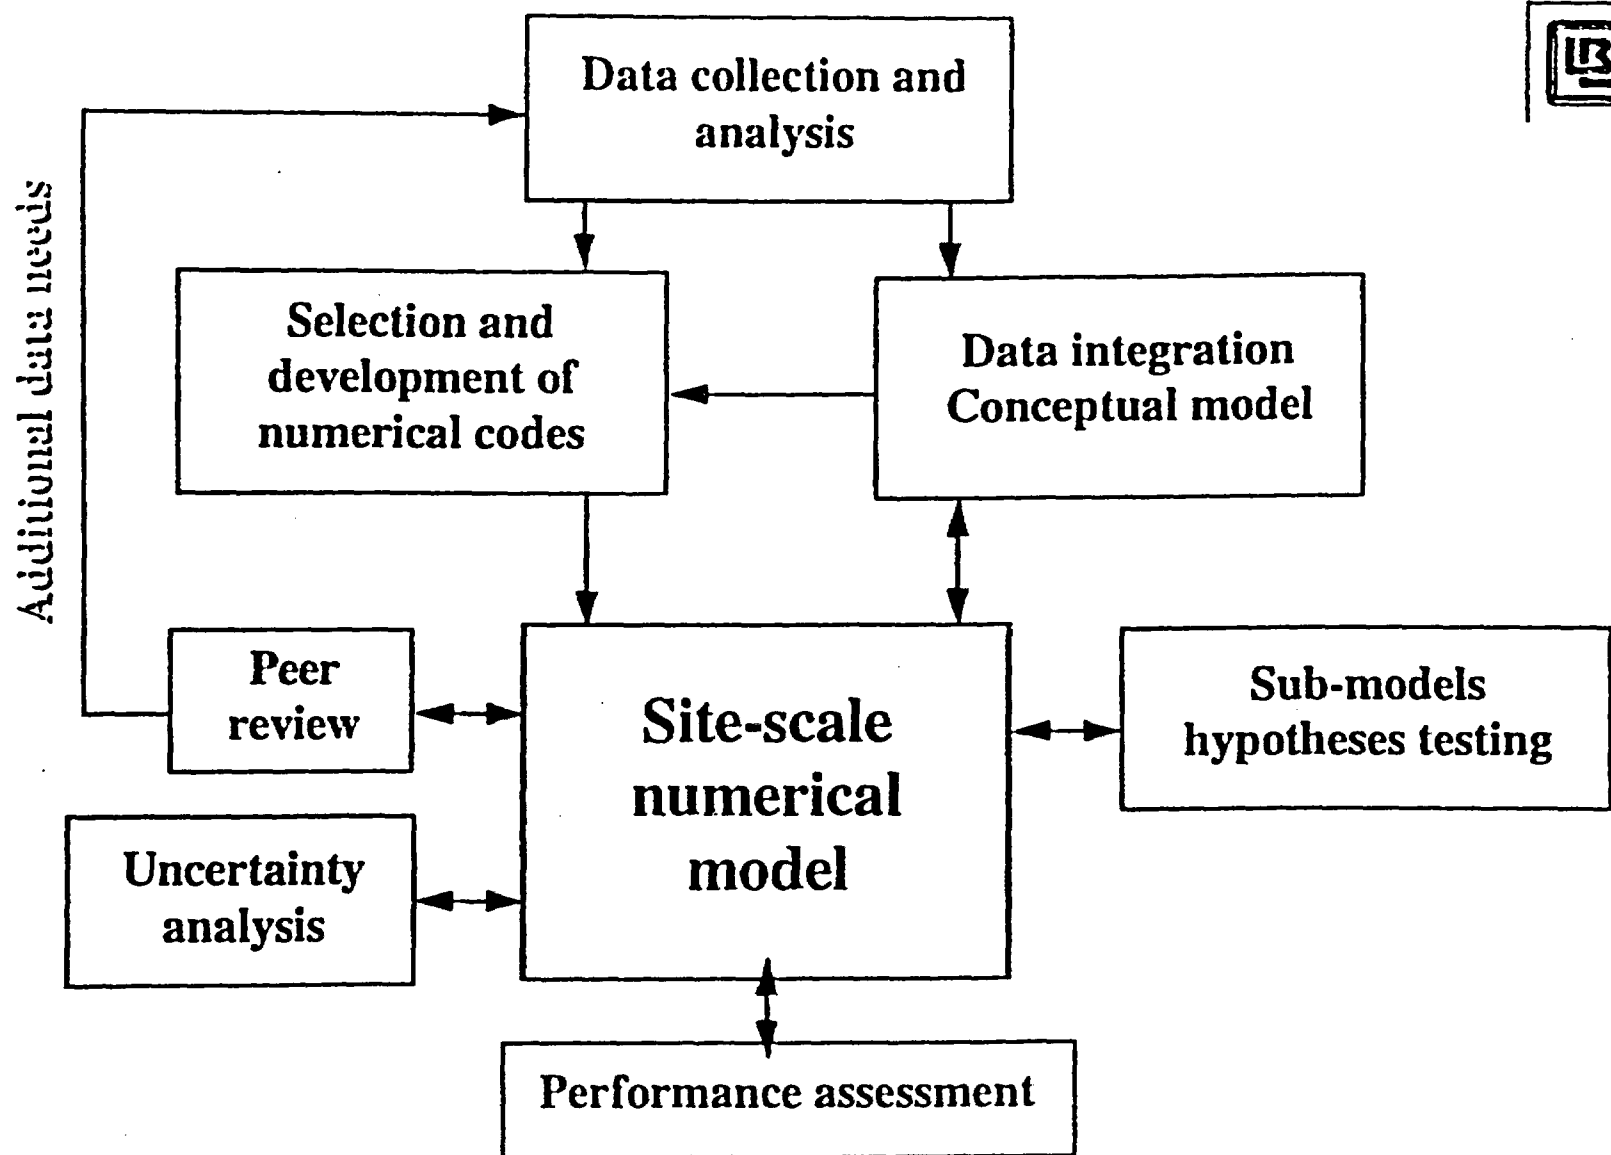 Data collection and
analysis
Additional data needs
Selection and
development of
numerical codes
Data integration
Conceptual model
Peer
review
Site-scale
numerical
model
Sub-models
hypotheses testing
Uncertainty
analysis
Performance assessment